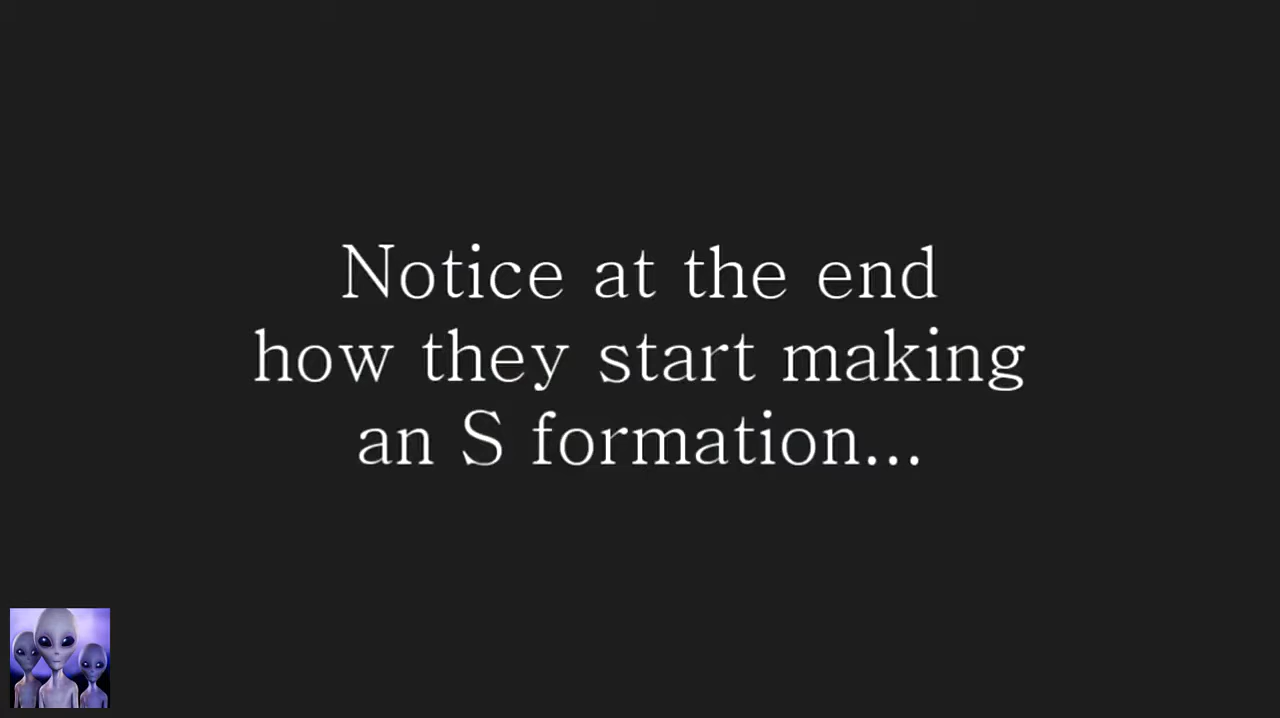 Notice at the end
how they start making
an S formation...